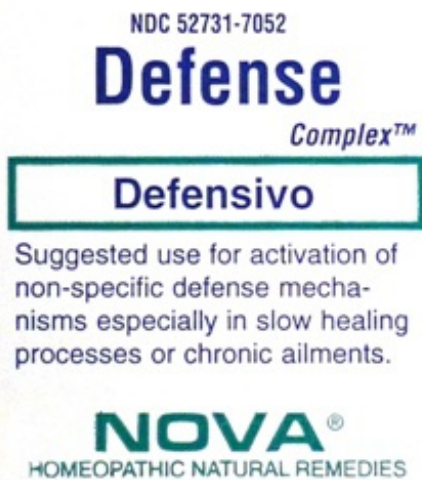 NDC 52731-7052
Defense
Complex™
Defensivo
Suggested use for activation of
non-specific defense mecha-
nisms especially in slow healing
processes or chronic ailments.
NOVA®
HOMEOPATHIC NATURAL REMEDIES